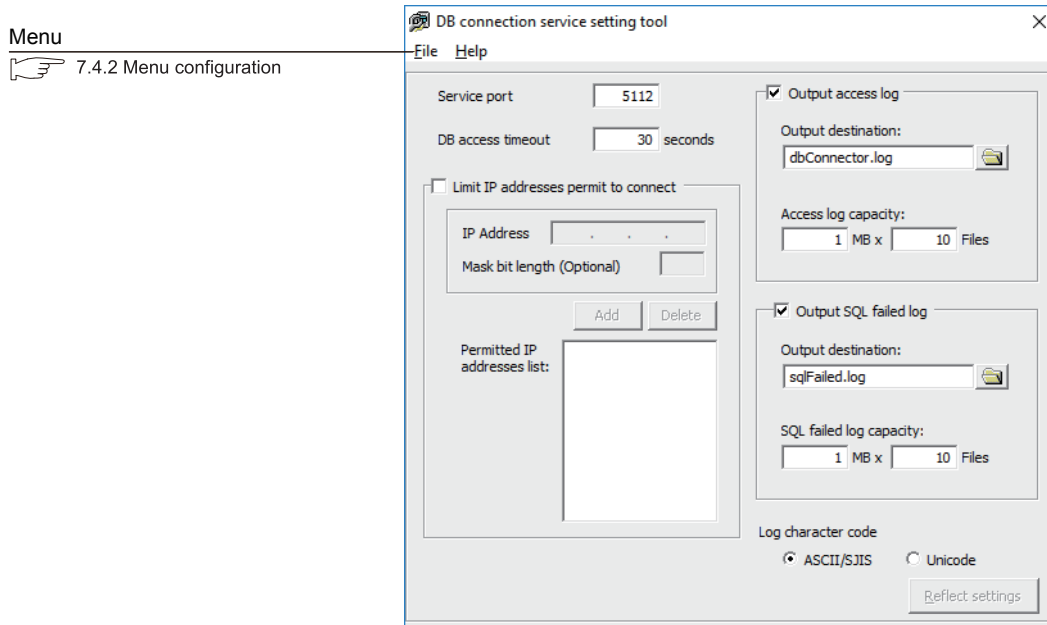 Menu
7.4.2 Menu configuration
DB connection service setting tool
File Help
Service port 5112
DB access timeout 30 seconds
Limit IP addresses permit to connect
IP Address . . .
Mask bit length (Optional)
Add Delete
Permitted IP
addresses list:
Output access log
Output destination:
dbConnector.log
Access log capacity:
1 MB x 10 Files
Output SQL failed log
Output destination:
sqlFailed.log
SQL failed log capacity:
1 MB x 10 Files
Log character code
ASCII/SJIS Unicode
Reflect settings